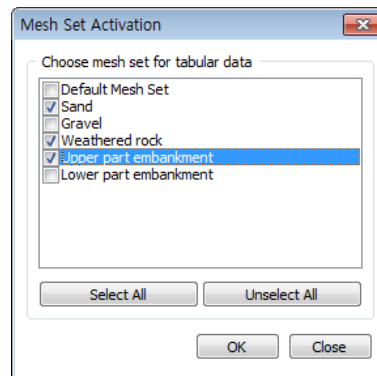 Mesh Set Activation
Choose mesh set for tabular data
Default Mesh Set
Sand
Gravel
Weathered rock
Upper part embankment
Lower part embankment
Select All
Unselect All
OK
Close